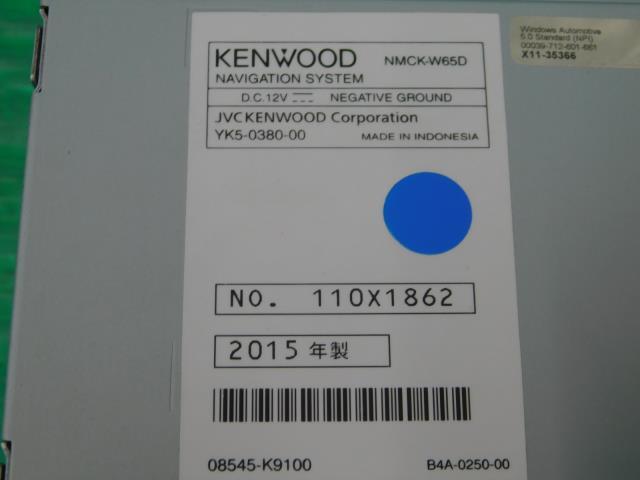 KENWOOD NMCK-W65D
NAVIGATION SYSTEM
D.C.12V ⎓ NEGATIVE GROUND
JVCKENWOOD Corporation
YK5-0380-00 MADE IN INDONESIA
NO. 110X1862
2015 年製
08545-K9100 B4A-0250-00
Windows Automotive
5.0 Standard (NPI)
00039-712-601-661
X11-35366